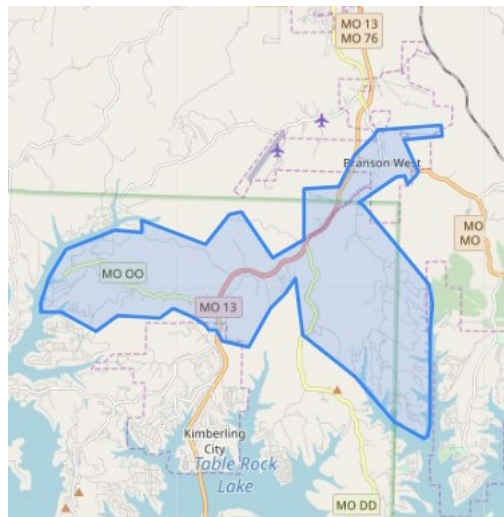 MO 13
MO 76
Branson West
MO
MO
MO OO
MO 13
Kimberling
City
Table Rock
Lake
MO DD